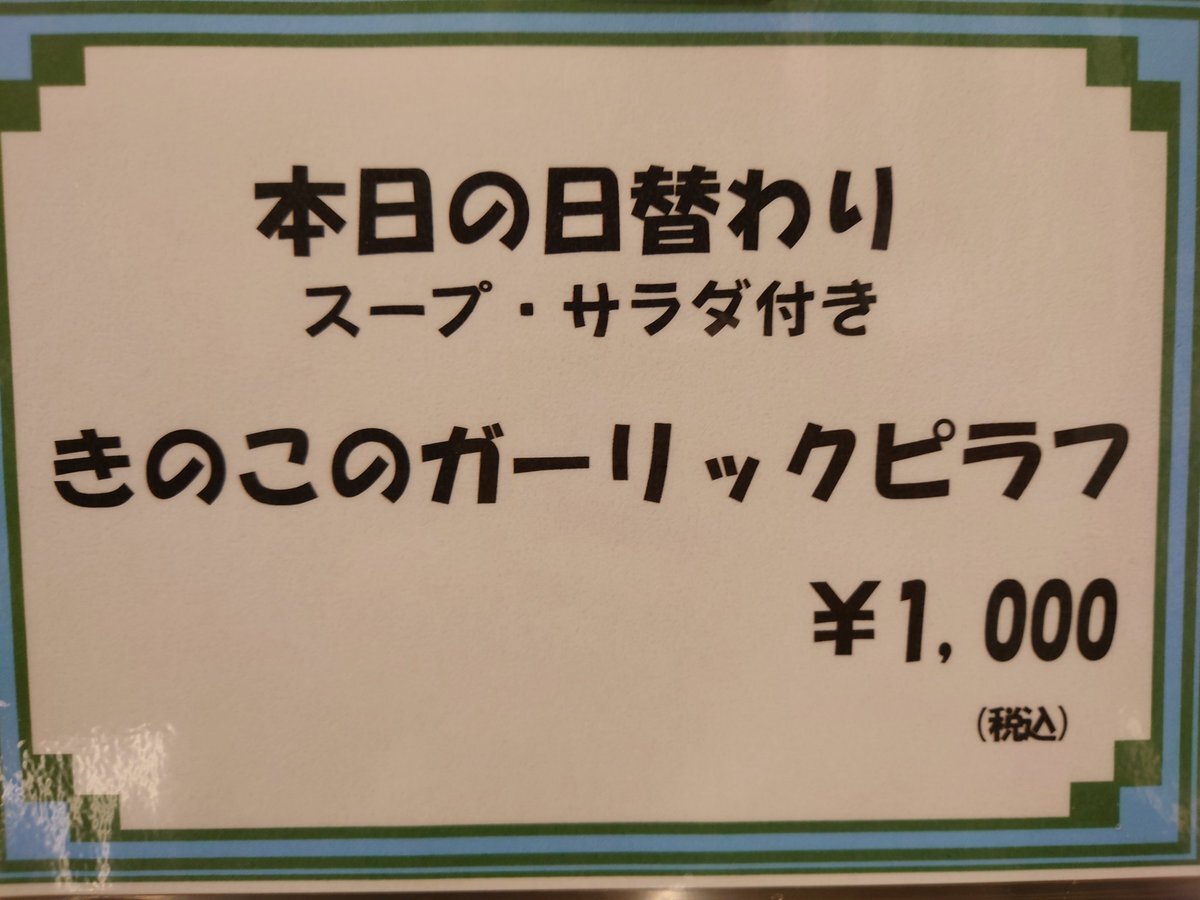 本日の日替わり
スープ・サラダ付き
きのこのガーリックピラフ
￥1,000
(税込)